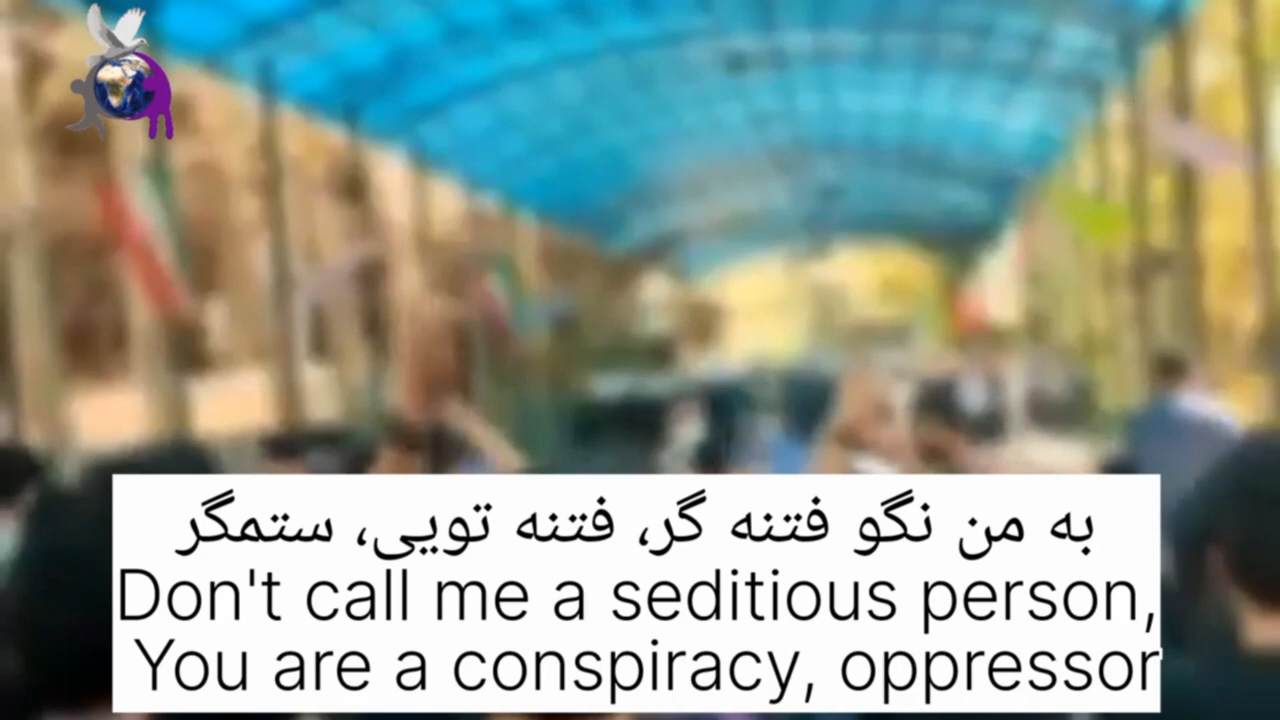 به من نگو فتنه گر، فتنه تویی، ستمگر
Don't call me a seditious person,
You are a conspiracy, oppressor